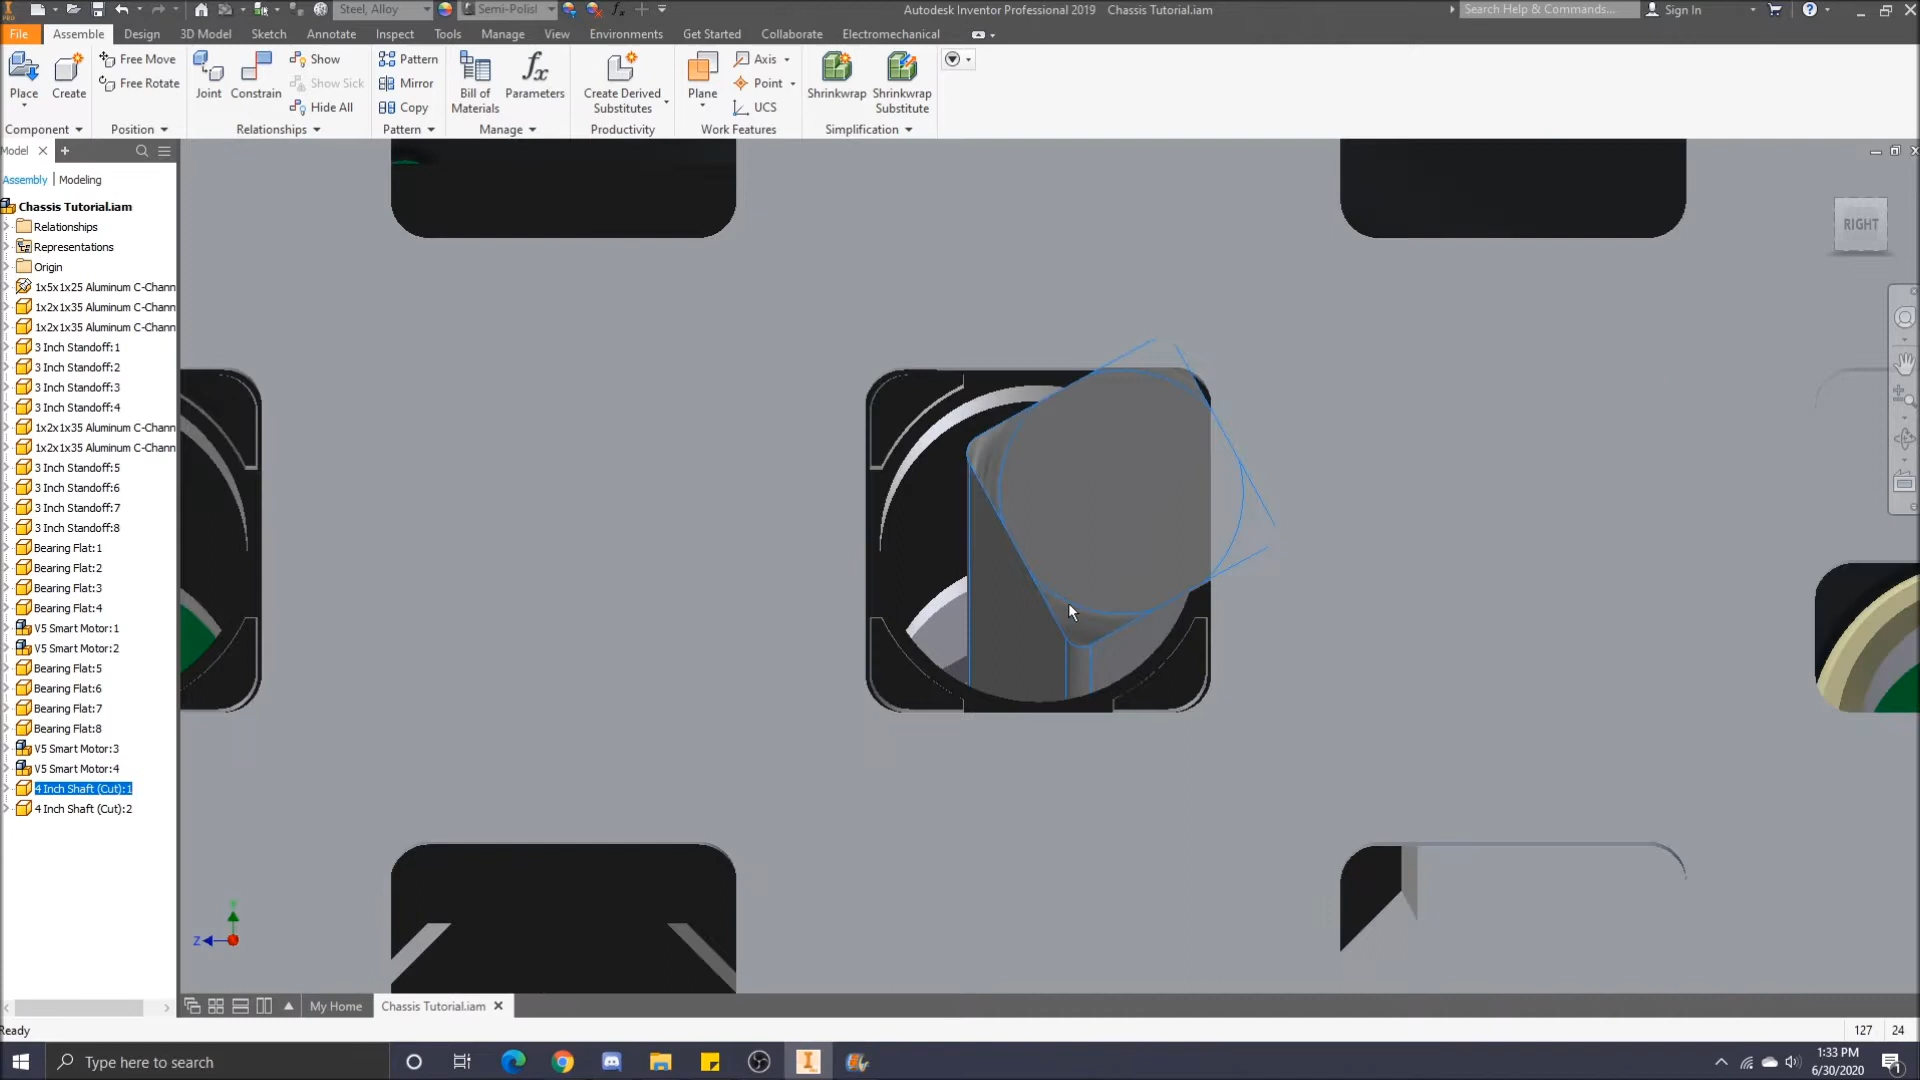 PRO
Steel, Alloy
Semi-Polisl
Autodesk Inventor Professional 2019 Chassis Tutorial.iam
Search Help & Commands...
Sign In
File
Assemble
Design
3D Model
Sketch
Annotate
Inspect
Tools
Manage
View
Environments
Get Started
Collaborate
Electromechanical
Place
Create
Free Move
Free Rotate
Joint
Constrain
Show
Show Sick
Hide All
Pattern
Mirror
Copy
Bill of Materials
fx
Parameters
Create Derived Substitutes
Plane
Axis
Point
UCS
Shrinkwrap
Shrinkwrap Substitute
Component
Position
Relationships
Pattern
Manage
Productivity
Work Features
Simplification
Model
Assembly | Modeling
Chassis Tutorial.iam
Relationships
Representations
Origin
1x5x1x25 Aluminum C-Chann
1x2x1x35 Aluminum C-Chann
1x2x1x35 Aluminum C-Chann
3 Inch Standoff:1
3 Inch Standoff:2
3 Inch Standoff:3
3 Inch Standoff:4
1x2x1x35 Aluminum C-Chann
1x2x1x35 Aluminum C-Chann
3 Inch Standoff:5
3 Inch Standoff:6
3 Inch Standoff:7
3 Inch Standoff:8
Bearing Flat:1
Bearing Flat:2
Bearing Flat:3
Bearing Flat:4
V5 Smart Motor:1
V5 Smart Motor:2
Bearing Flat:5
Bearing Flat:6
Bearing Flat:7
Bearing Flat:8
V5 Smart Motor:3
V5 Smart Motor:4
4 Inch Shaft (Cut):1
4 Inch Shaft (Cut):2
RIGHT
Z
My Home
Chassis Tutorial.iam
Ready
127 24
Type here to search
1:33 PM
6/30/2020